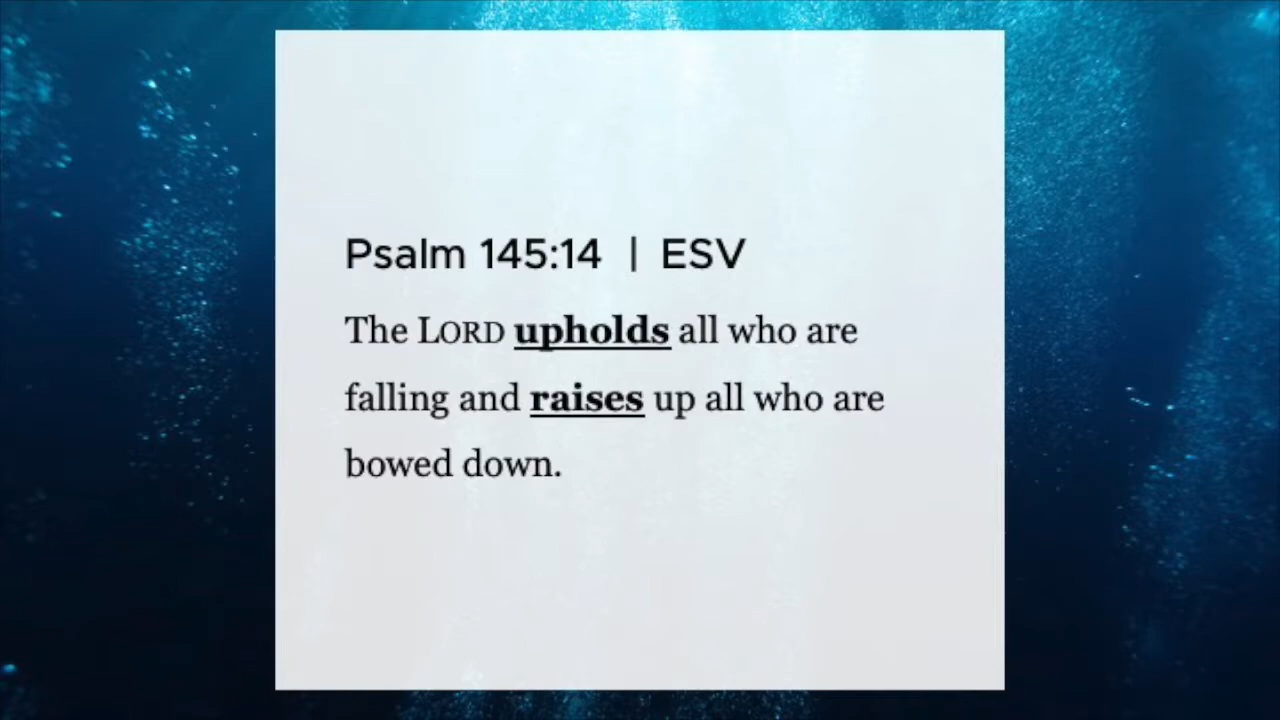 Psalm 145:14 | ESV
The LORD upholds all who are
falling and raises up all who are
bowed down.